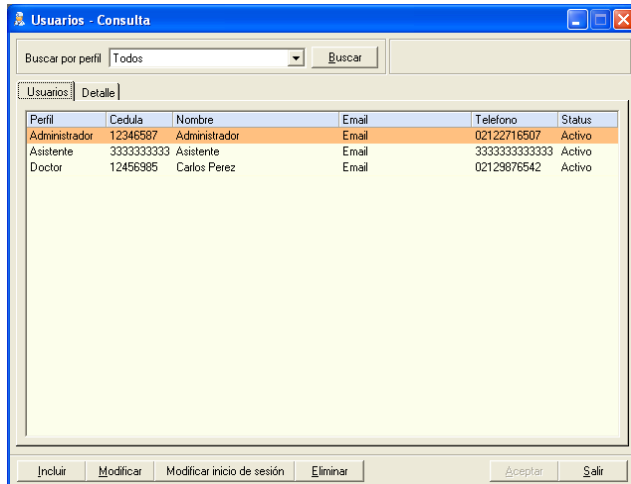 Usuarios - Consulta
Buscar por perfil Todos Buscar
Usuarios Detalle
Perfil Cedula Nombre Email Telefono Status
Administrador 12346587 Administrador Email 02122716507 Activo
Asistente 3333333333 Asistente Email 3333333333333 Activo
Doctor 12456985 Carlos Perez Email 02129876542 Activo
Incluir Modificar Modificar inicio de sesión Eliminar Aceptar Salir